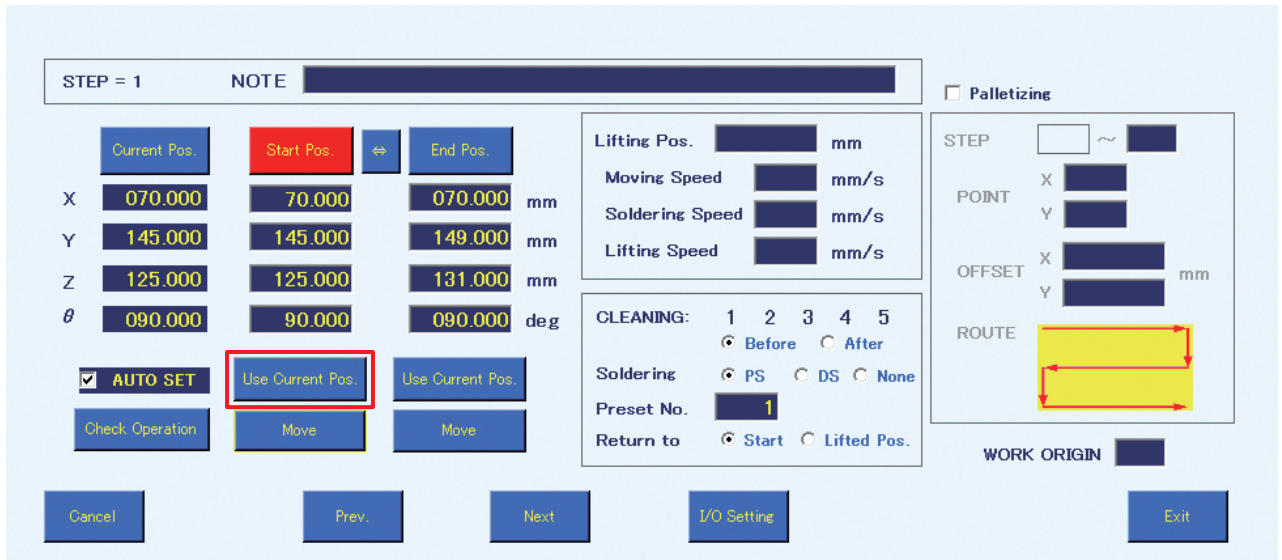 STEP = 1 NOTE
Palletizing
Current Pos. Start Pos. ⇔ End Pos.
X 070.000 70.000 070.000 mm
Y 145.000 145.000 149.000 mm
Z 125.000 125.000 131.000 mm
θ 090.000 90.000 090.000 deg
AUTO SET Use Current Pos. Use Current Pos.
Check Operation Move Move
Lifting Pos. mm
Moving Speed mm/s
Soldering Speed mm/s
Lifting Speed mm/s
CLEANING: 1 2 3 4 5
Before After
Soldering PS DS None
Preset No. 1
Return to Start Lifted Pos.
STEP ~
POINT X
Y
OFFSET X
Y mm
ROUTE
WORK ORIGIN
Cancel Prev. Next I/O Setting Exit